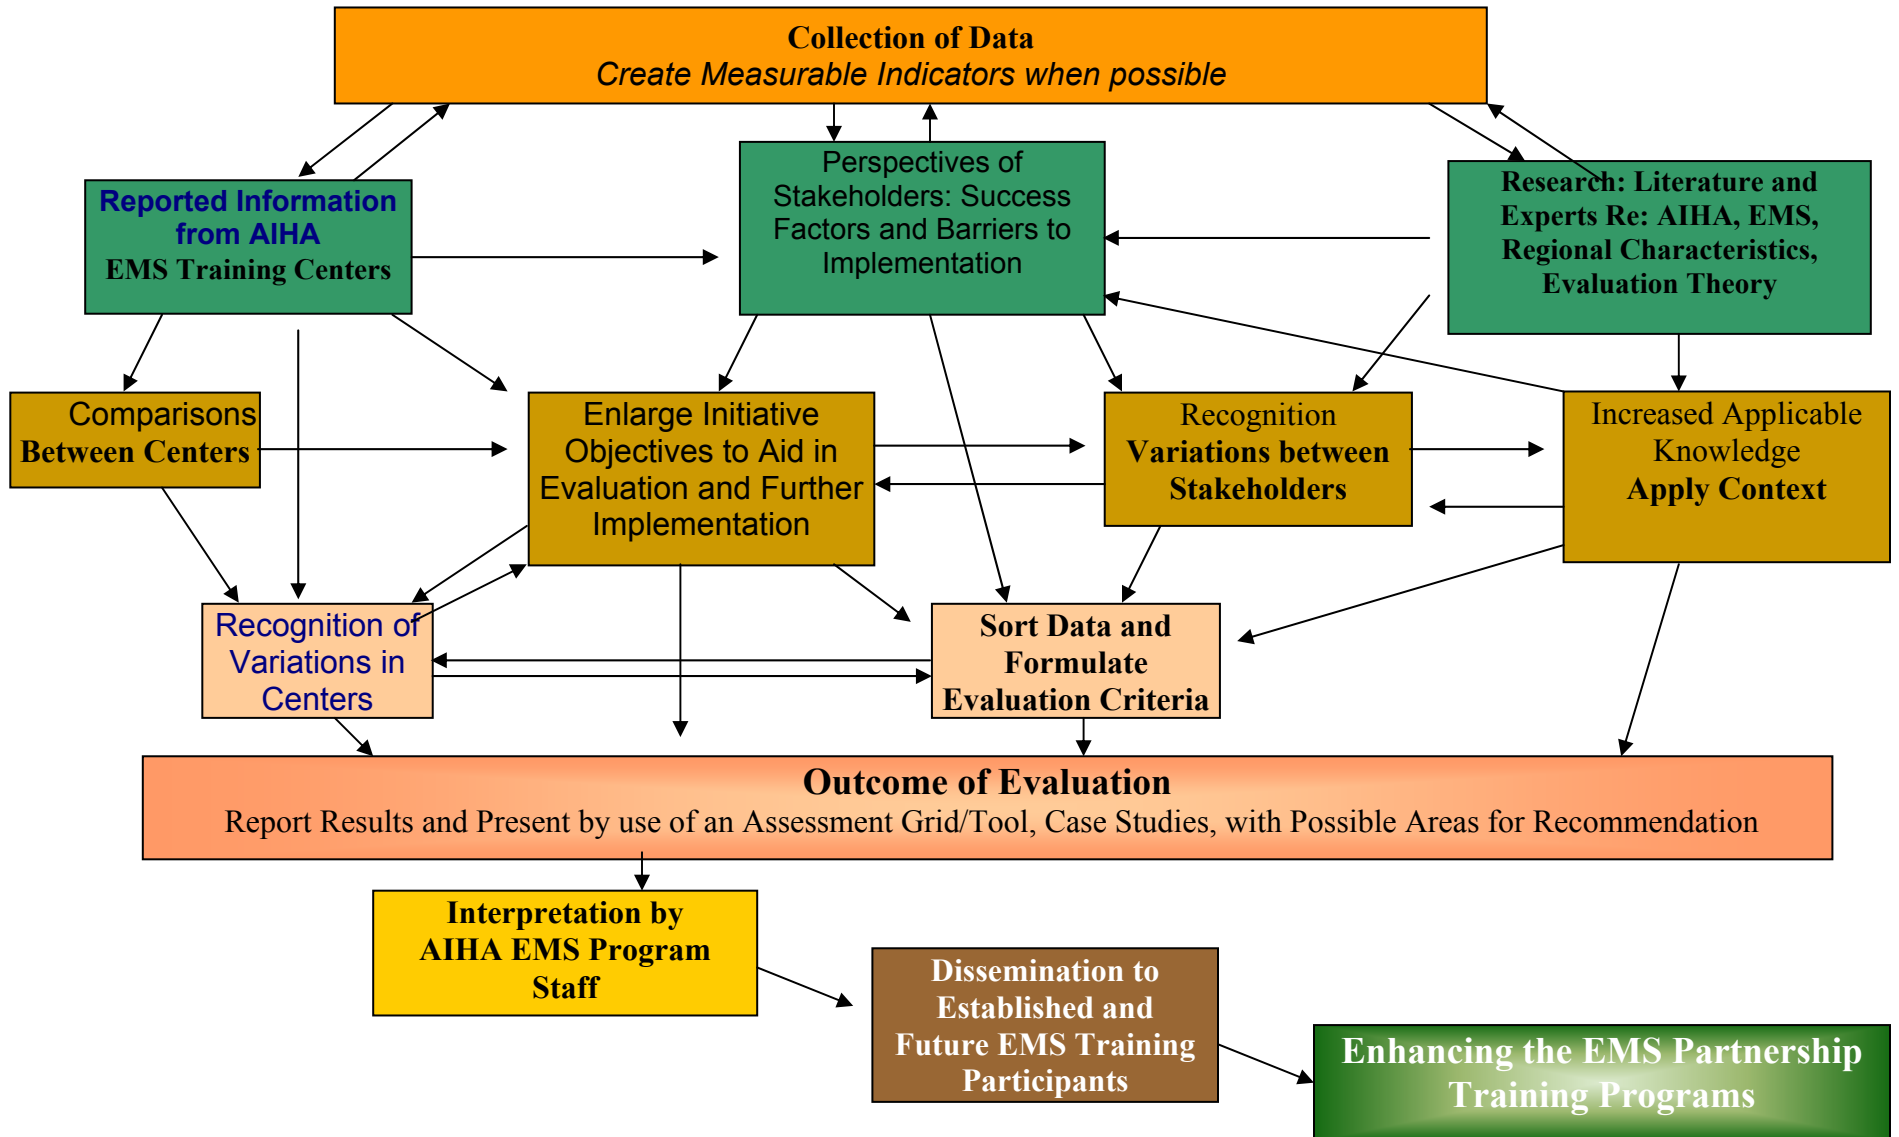 Collection of Data
Create Measurable Indicators when possible
Reported Information
from AIHA
EMS Training Centers
Perspectives of
Stakeholders: Success
Factors and Barriers to
Implementation
Research: Literature and
Experts Re: AIHA, EMS,
Regional Characteristics,
Evaluation Theory
Comparisons
Between Centers
Enlarge Initiative
Objectives to Aid in
Evaluation and Further
Implementation
Recognition
Variations between
Stakeholders
Increased Applicable
Knowledge
Apply Context
Recognition of
Variations in
Centers
Sort Data and
Formulate
Evaluation Criteria
Outcome of Evaluation
Report Results and Present by use of an Assessment Grid/Tool, Case Studies, with Possible Areas for Recommendation
Interpretation by
AIHA EMS Program
Staff
Dissemination to
Established and
Future EMS Training
Participants
Enhancing the EMS Partnership
Training Programs